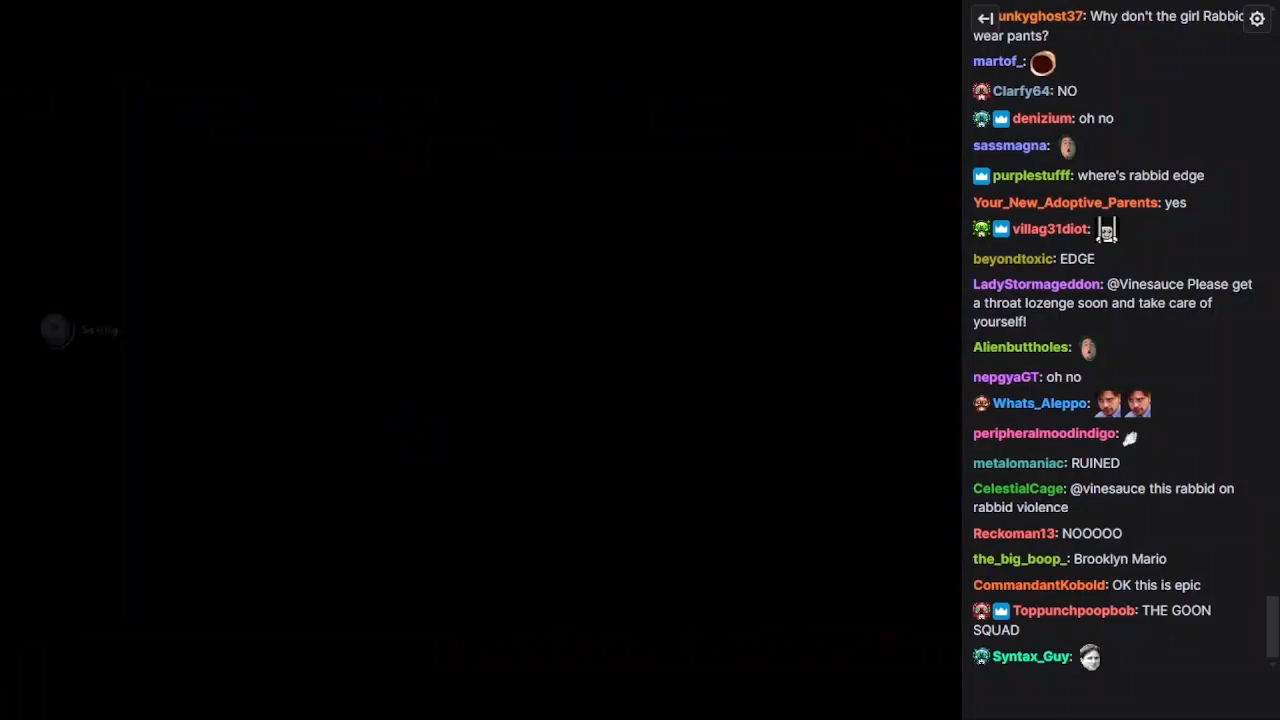 unkyghost37: Why don't the girl Rabbid
wear pants?
martof_:
Clarfy64: NO
denizium: oh no
sassmagna:
purplestufff: where's rabbid edge
Your_New_Adoptive_Parents: yes
villag31diot:
beyondtoxic: EDGE
LadyStormageddon: @Vinesauce Please get
a throat lozenge soon and take care of
yourself!
Alienbuttholes:
nepgyaGT: oh no
Whats_Aleppo:
peripheralmoodindigo:
metalomaniac: RUINED
CelestialCage: @vinesauce this rabbid on
rabbid violence
Reckoman13: NOOOOO
the_big_boop_: Brooklyn Mario
CommandantKobold: OK this is epic
Toppunchpoopbob: THE GOON
SQUAD
Syntax_Guy:
Saving